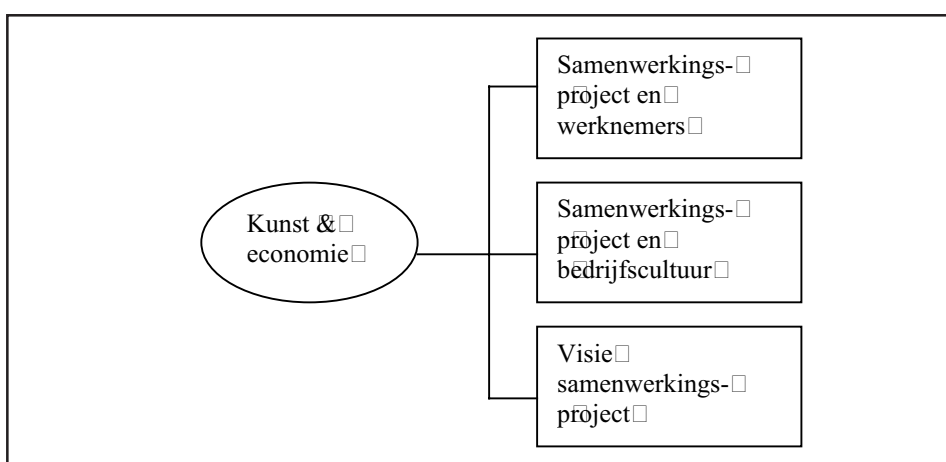 Kunst &
economie
Samenwerkings-
project en
werknemers
Samenwerkings-
project en
bedrijfscultuur
Visie
samenwerkings-
project